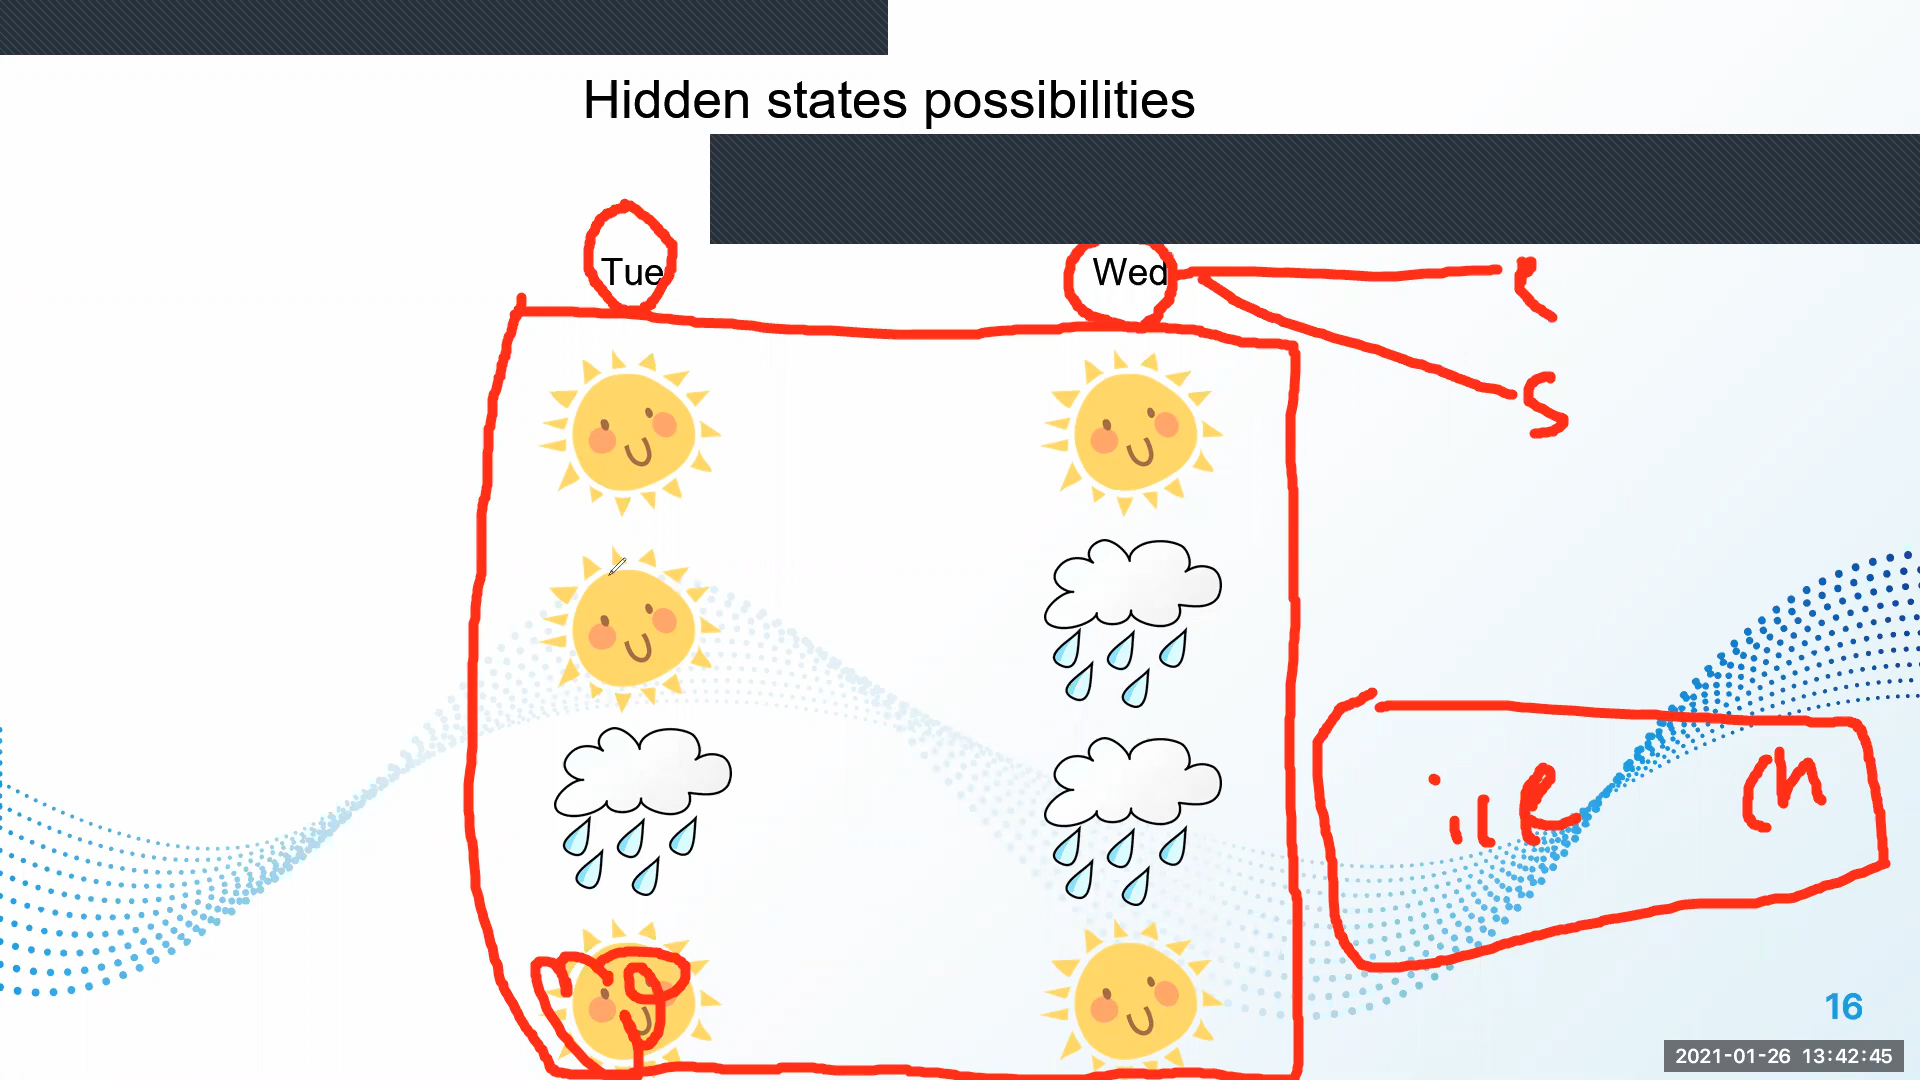 Hidden states possibilities
Tue
Wed
S
16
2021-01-26 13:42:45